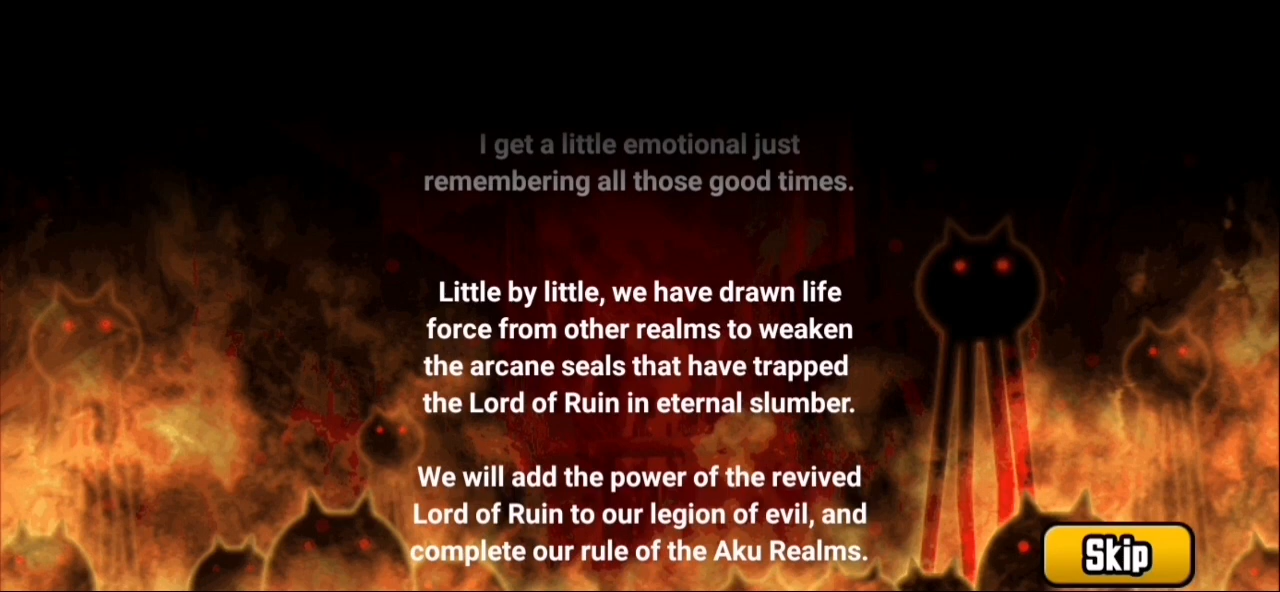 I get a little emotional just
remembering all those good times.
Little by little, we have drawn life
force from other realms to weaken
the arcane seals that have trapped
the Lord of Ruin in eternal slumber.
We will add the power of the revived
Lord of Ruin to our legion of evil, and
complete our rule of the Aku Realms.
Skip